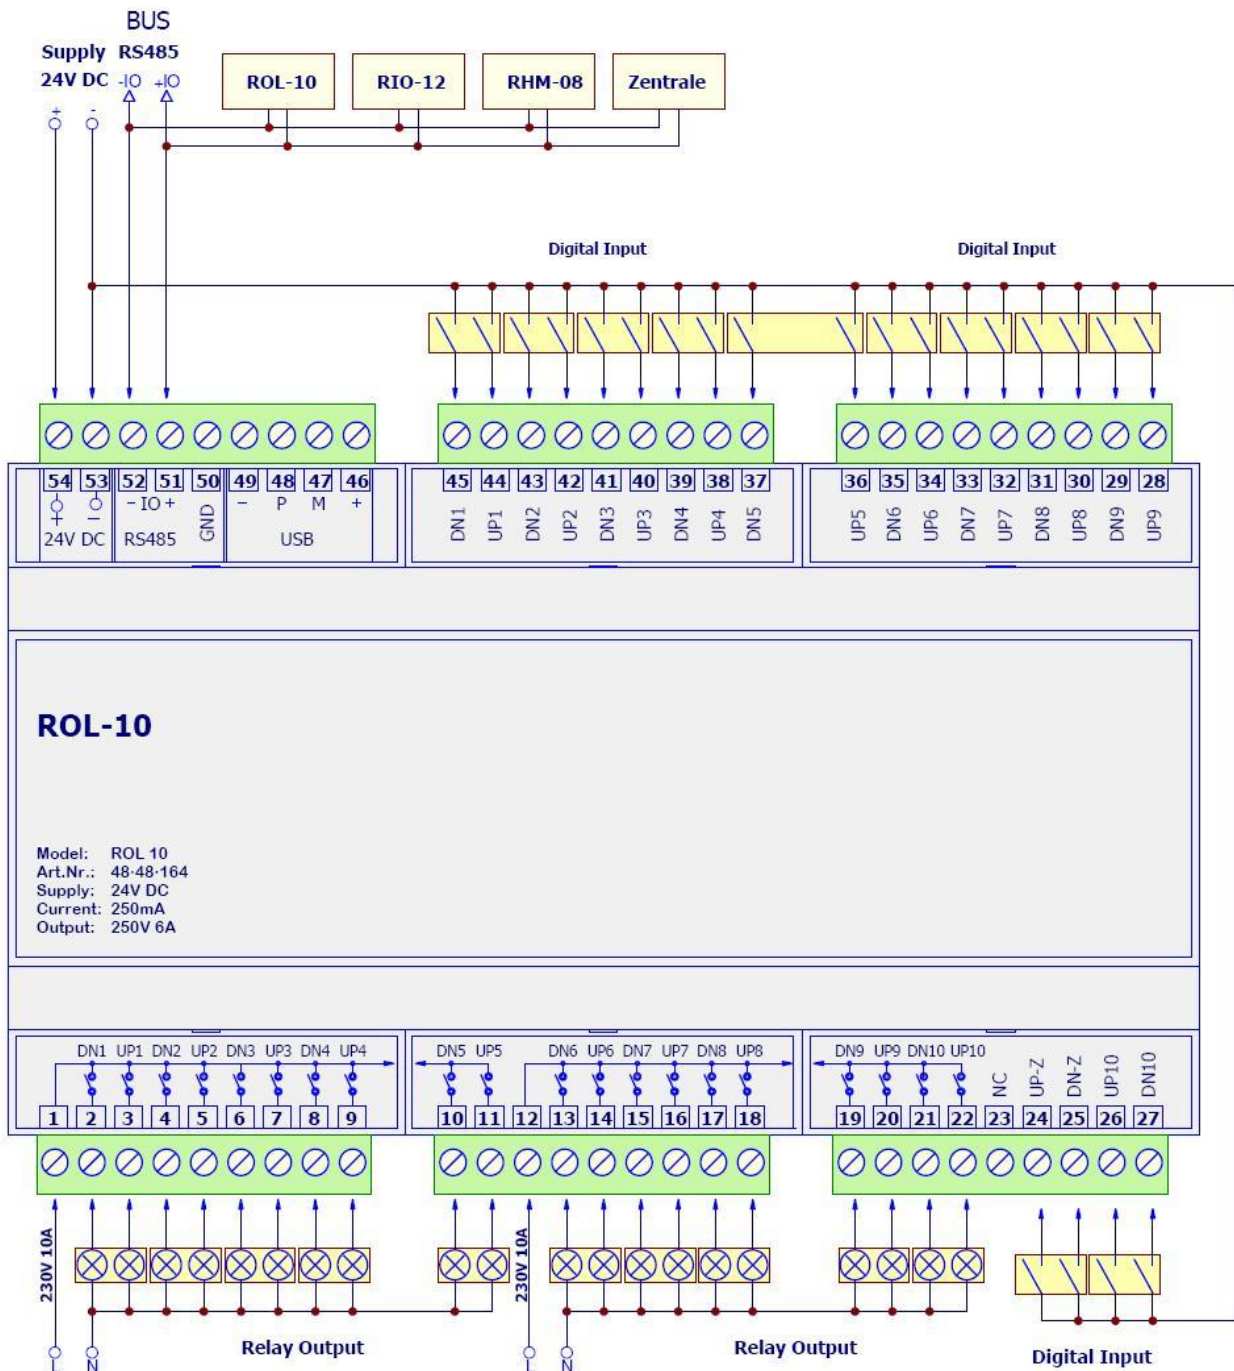 BUS
Supply RS485
24V DC -IO +IO
+ -
ROL-10 RIO-12 RHM-08 Zentrale
Digital Input Digital Input
54 53 52 51 50 49 48 47 46
+ - - IO + GND - P M +
24V DC RS485 USB
45 44 43 42 41 40 39 38 37
DN1 UP1 DN2 UP2 DN3 UP3 DN4 UP4 DN5
36 35 34 33 32 31 30 29 28
UP5 DN6 UP6 DN7 UP7 DN8 UP8 DN9 UP9
ROL-10
Model: ROL 10
Art.Nr.: 48-48-164
Supply: 24V DC
Current: 250mA
Output: 250V 6A
DN1 UP1 DN2 UP2 DN3 UP3 DN4 UP4
1 2 3 4 5 6 7 8 9
DN5 UP5 DN6 UP6 DN7 UP7 DN8 UP8
10 11 12 13 14 15 16 17 18
DN9 UP9 DN10 UP10 NC UP-Z DN-Z UP10 DN10
19 20 21 22 23 24 25 26 27
230V 10A
230V 10A
L N
L N
Relay Output
Relay Output
Digital Input